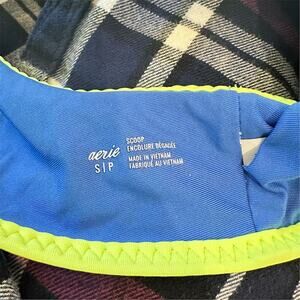 aerie
S|P
SCOOP
ENCOLURE DÉGAGÉE
MADE IN VIETNAM
FABRIQUÉ AU VIETNAM